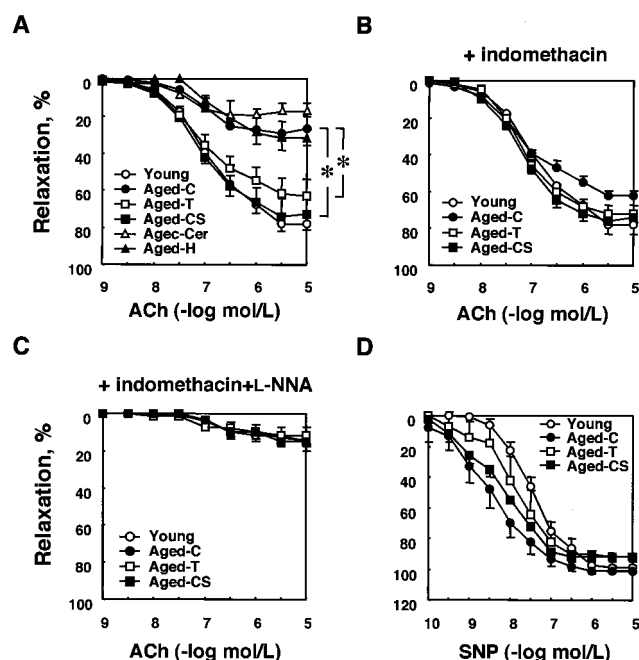 A
Relaxation, %
0
20
40
60
80
100
Young
Aged-C
Aged-T
Aged-CS
Agec-Cer
Aged-H
*
*
9 8 7 6 5
ACh (-log mol/L)
B
+ indomethacin
0
20
40
60
80
100
Young
Aged-C
Aged-T
Aged-CS
9 8 7 6 5
ACh (-log mol/L)
C
+ indomethacin+L-NNA
Relaxation, %
0
20
40
60
80
100
Young
Aged-C
Aged-T
Aged-CS
9 8 7 6 5
ACh (-log mol/L)
D
0
20
40
60
80
100
120
Young
Aged-C
Aged-T
Aged-CS
10 9 8 7 6 5
SNP (-log mol/L)